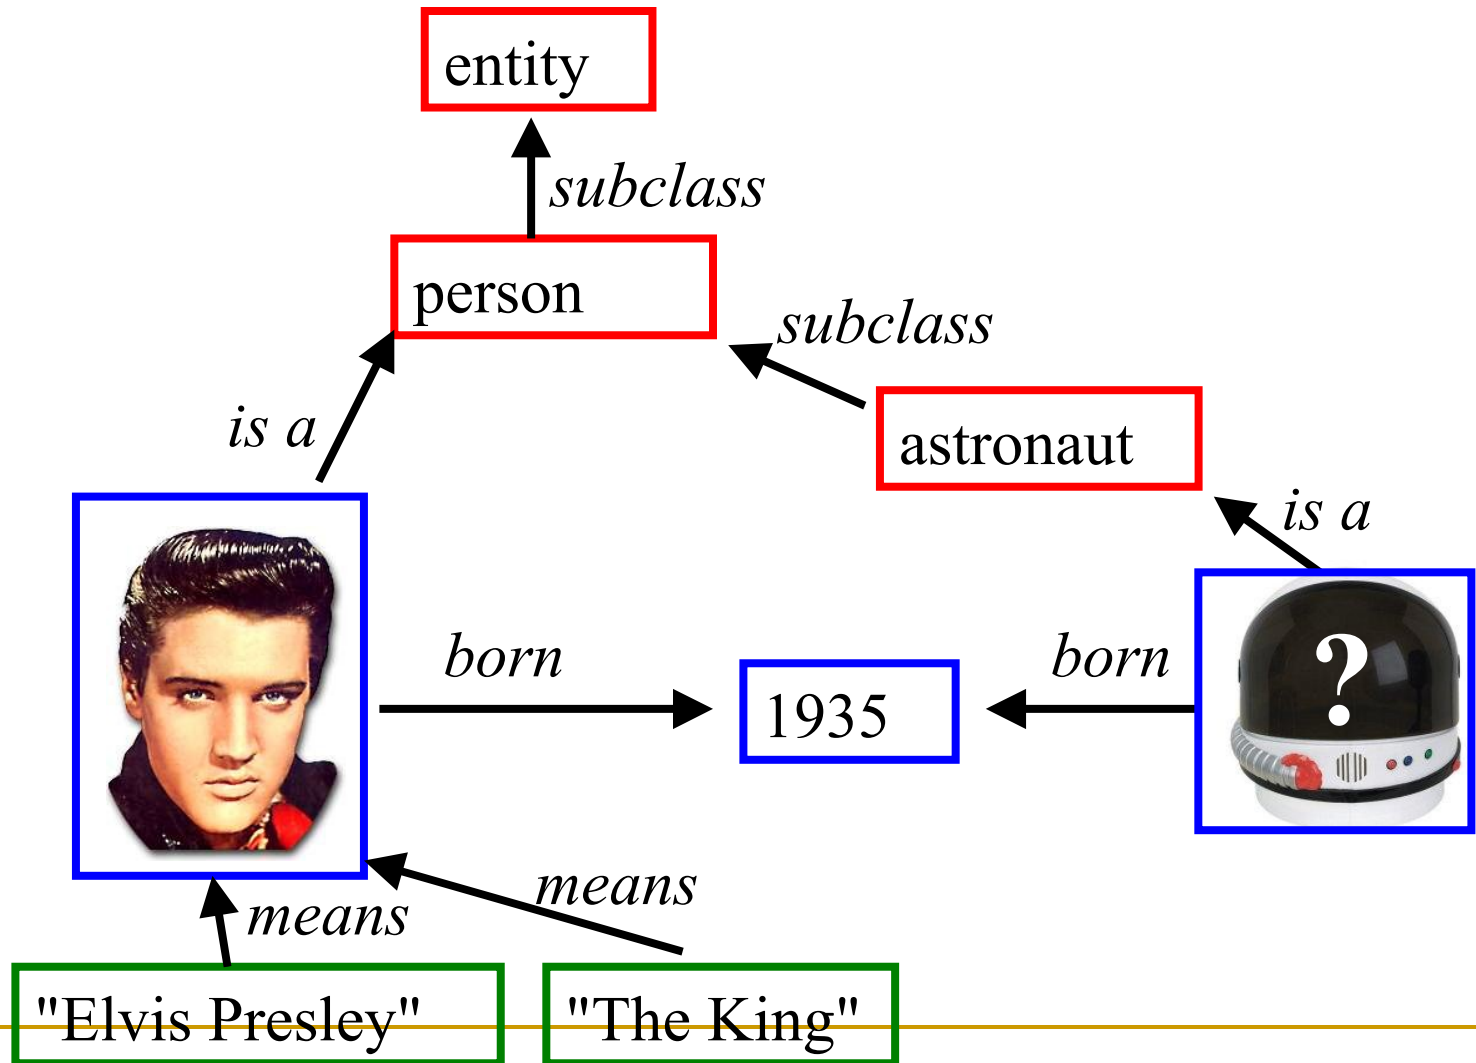 entity
subclass
person
subclass
is a
astronaut
is a
born
1935
born
?
means
means
"Elvis Presley"
"The King"